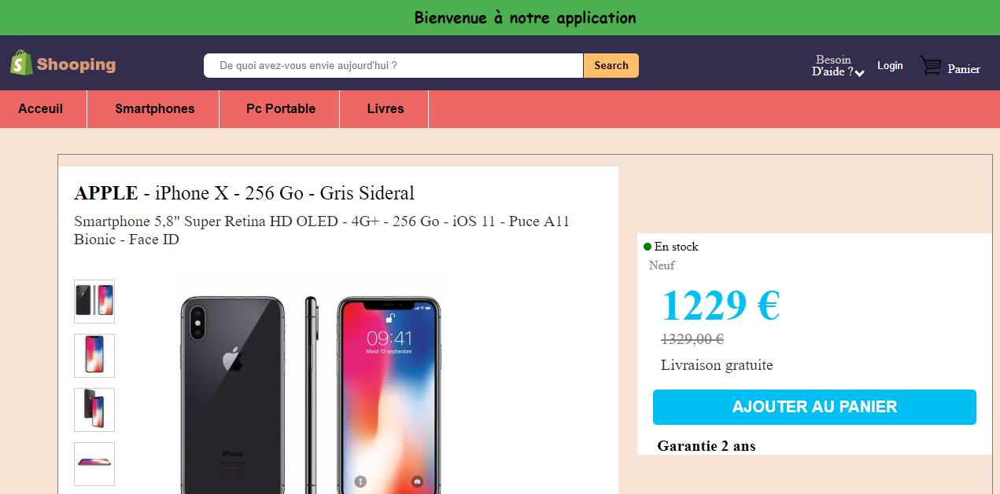 Bienvenue à notre application
Shooping
De quoi avez-vous envie aujourd'hui ?
Search
Besoin
D'aide ?
Login
Panier
Acceuil
Smartphones
Pc Portable
Livres
APPLE - iPhone X - 256 Go - Gris Sideral
Smartphone 5,8" Super Retina HD OLED - 4G+ - 256 Go - iOS 11 - Puce A11
Bionic - Face ID
09:41
Mardi 12 septembre
iPhone
En stock
Neuf
1229 €
1329,00 €
Livraison gratuite
AJOUTER AU PANIER
Garantie 2 ans